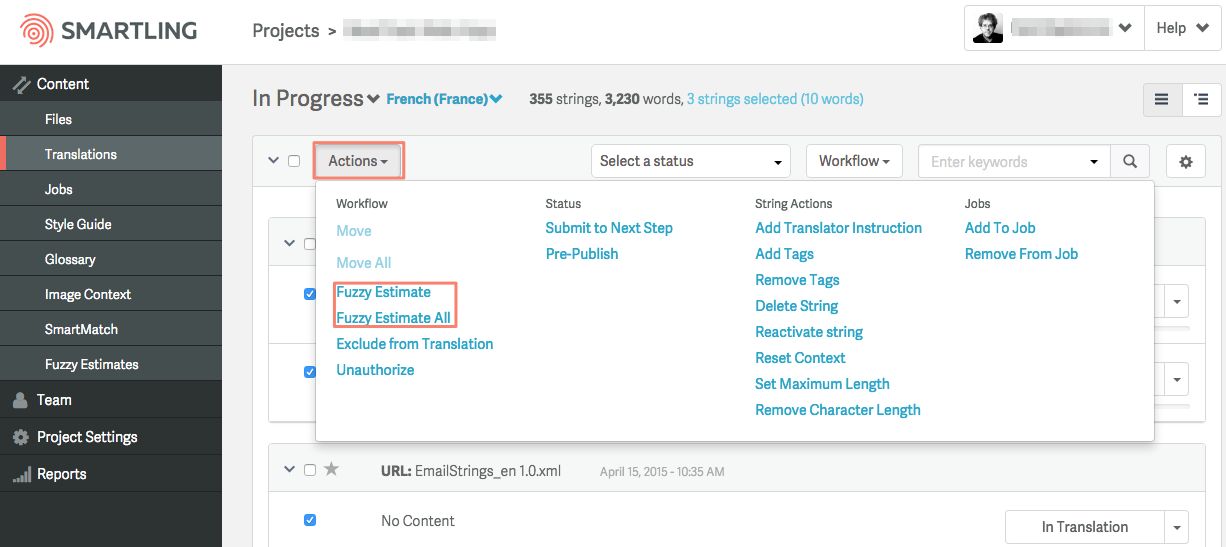 SMARTLING
Projects >
Help
Content
Files
Translations
Jobs
Style Guide
Glossary
Image Context
SmartMatch
Fuzzy Estimates
Team
Project Settings
Reports
In Progress French (France) 355 strings, 3,230 words, 3 strings selected (10 words)
Actions Select a status Workflow Enter keywords
Workflow
Move
Move All
Fuzzy Estimate
Fuzzy Estimate All
Exclude from Translation
Unauthorize
Status
Submit to Next Step
Pre-Publish
String Actions
Add Translator Instruction
Add Tags
Remove Tags
Delete String
Reactivate string
Reset Context
Set Maximum Length
Remove Character Length
Jobs
Add To Job
Remove From Job
URL: EmailStrings_en 1.0.xml April 15, 2015 - 10:35 AM
No Content
In Translation